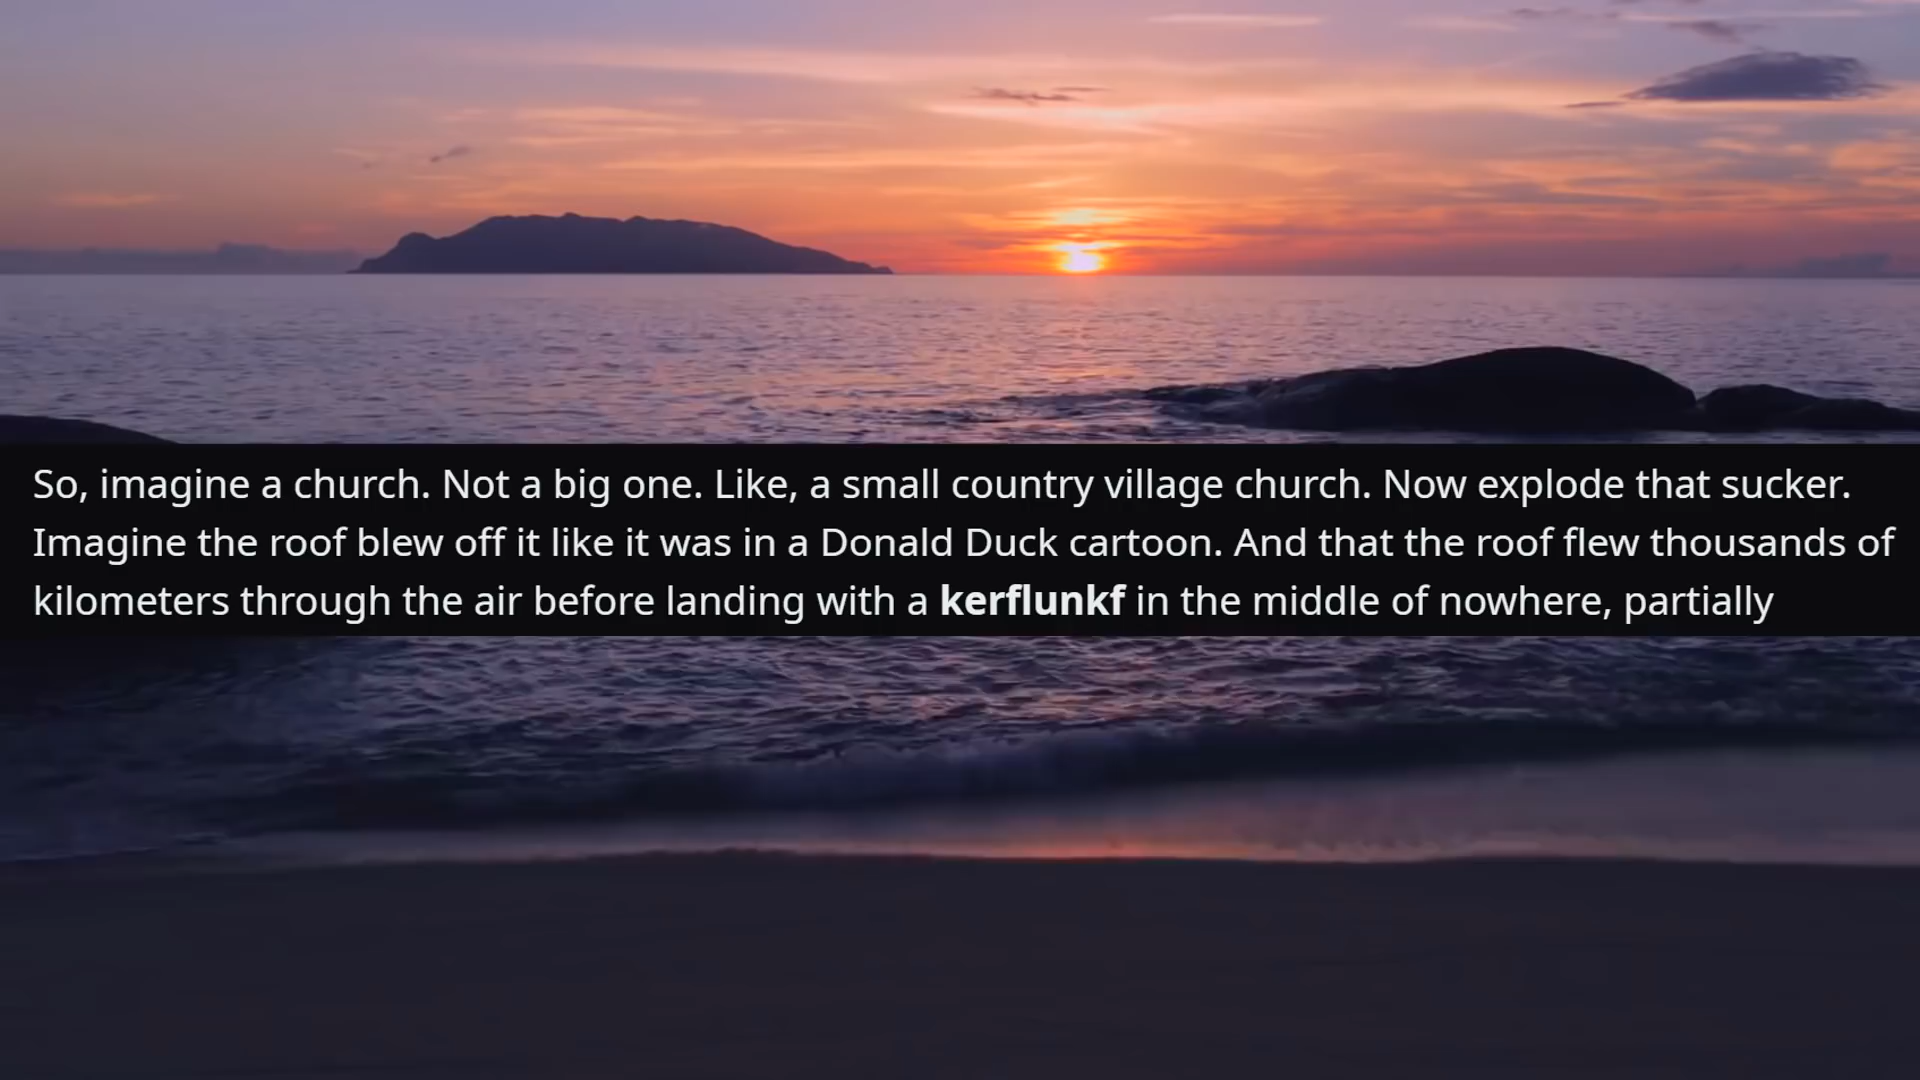 So, imagine a church. Not a big one. Like, a small country village church. Now explode that sucker.
Imagine the roof blew off it like it was in a Donald Duck cartoon. And that the roof flew thousands of
kilometers through the air before landing with a kerflunkf in the middle of nowhere, partially